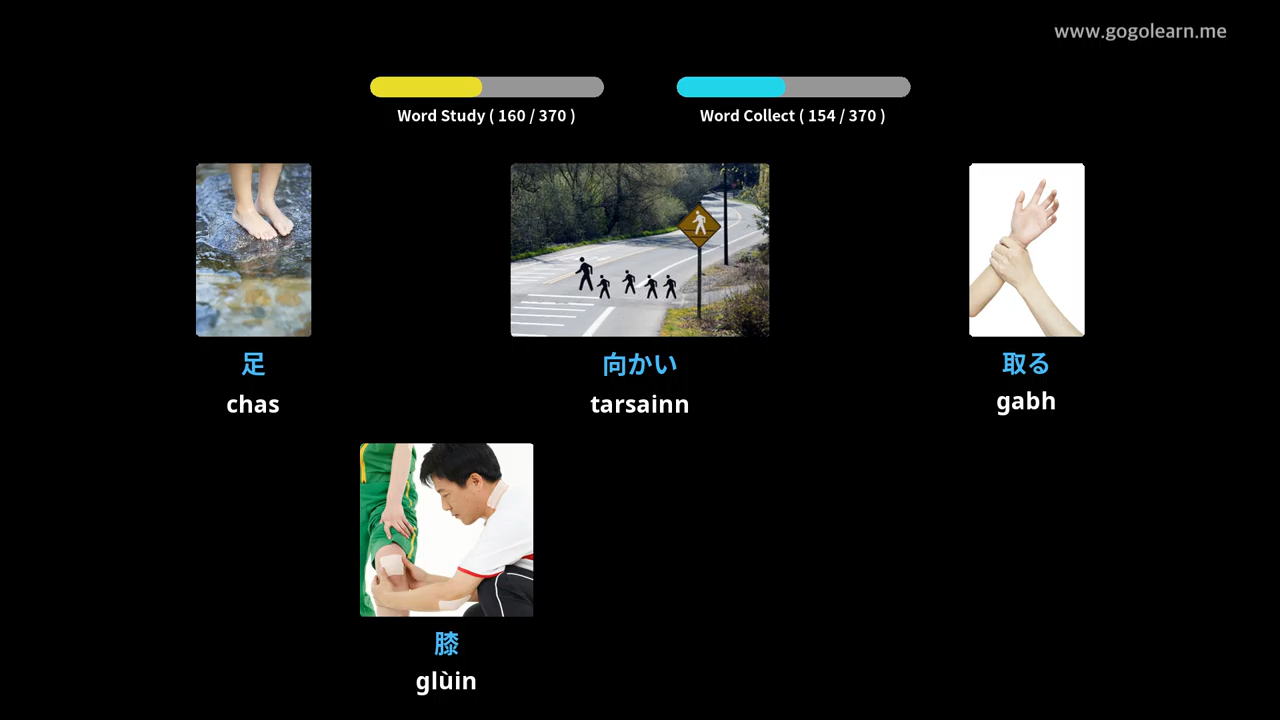 www.gogolearn.me
Word Study ( 160 / 370 )
Word Collect ( 154 / 370 )
足
向かい
取る
chas
tarsainn
gabh
膝
glùin